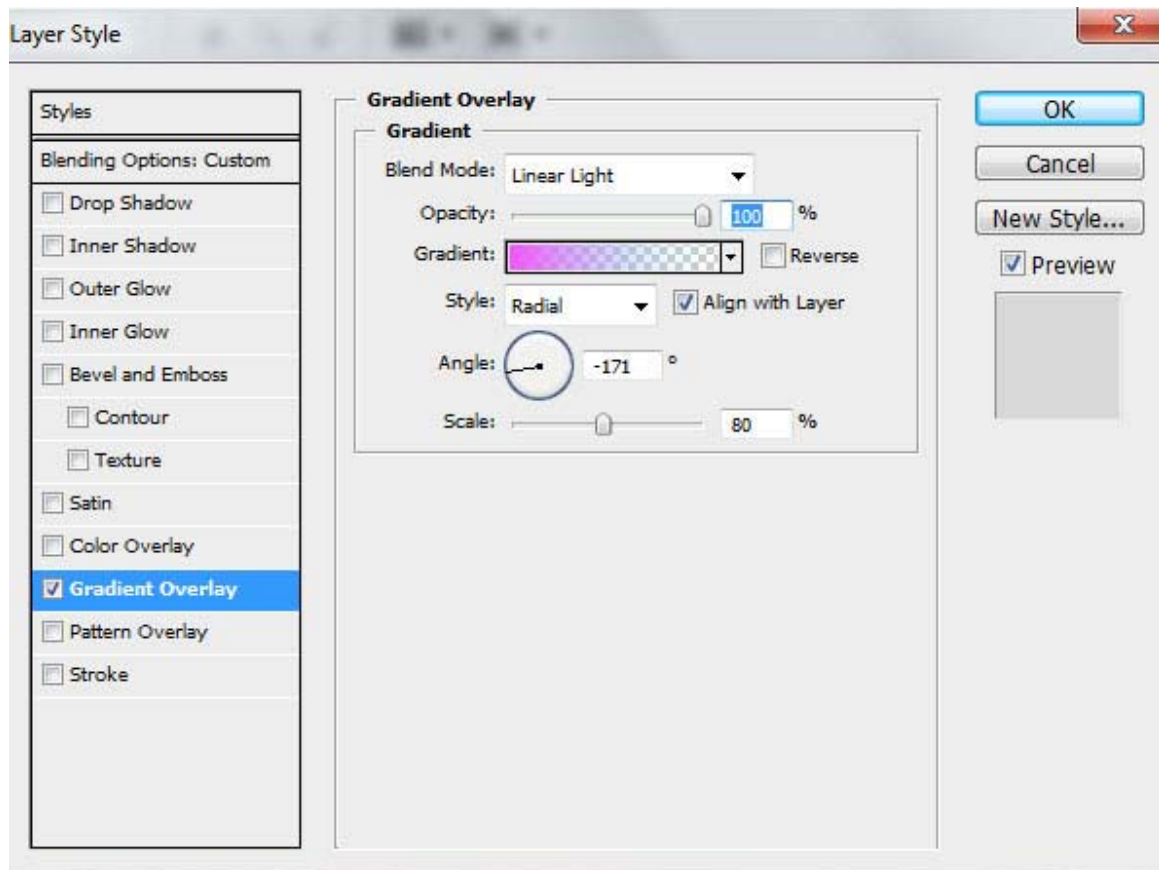 Layer Style
X
Styles
Blending Options: Custom
Drop Shadow
Inner Shadow
Outer Glow
Inner Glow
Bevel and Emboss
Contour
Texture
Satin
Color Overlay
Gradient Overlay
Pattern Overlay
Stroke
Gradient Overlay
Gradient
Blend Mode: Linear Light
Opacity: 100 %
Gradient: Reverse
Style: Radial Align with Layer
Angle: -171 °
Scale: 80 %
OK
Cancel
New Style...
Preview